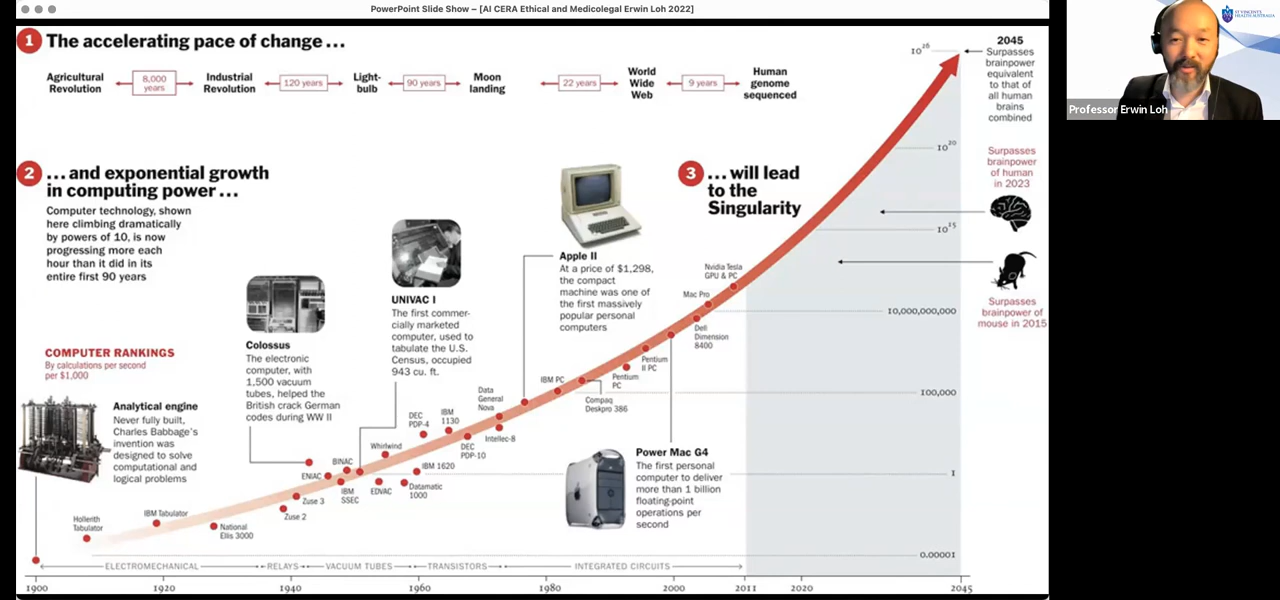 PowerPoint Slide Show – [AI CERA Ethical and Medicolegal Erwin Loh 2022]
ST VINCENT'S
HEALTH AUSTRALIA
Professor Erwin Loh
1 The accelerating pace of change ...
Agricultural
Revolution
8,000
years
Industrial
Revolution
120 years
Light-
bulb
90 years
Moon
landing
22 years
World
Wide
Web
9 years
Human
genome
sequenced
2 ... and exponential growth
in computing power ...
Computer technology, shown
here climbing dramatically
by powers of 10, is now
progressing more each
hour than it did in its
entire first 90 years
COMPUTER RANKINGS
By calculations per second
per $1,000
Analytical engine
Never fully built,
Charles Babbage's
invention was
designed to solve
computational and
logical problems
Colossus
The electronic
computer, with
1,500 vacuum
tubes, helped the
British crack German
codes during WW II
UNIVAC I
The first commer-
cially marketed
computer, used to
tabulate the U.S.
Census, occupied
943 cu. ft.
Apple II
At a price of $1,298,
the compact
machine was one of
the first massively
popular personal
computers
Power Mac G4
The first personal
computer to deliver
more than 1 billion
floating-point
operations per
second
3 ... will lead
to the
Singularity
2045
Surpasses
brainpower
equivalent
to that of
all human
brains
combined
Surpasses
brainpower
of human
in 2023
Surpasses
brainpower of
mouse in 2015
Hollerith
Tabulator
IBM Tabulator
National
Ellis 3000
Zuse 2
Zuse 3
ENIAC
BINAC
IBM
SSEC
Whirlwind
EDVAC
DEC
PDP-4
IBM
1130
IBM 1620
Datamatic
1000
DEC
PDP-10
Data
General
Nova
Intellec-8
IBM PC
Compaq
Deskpro 386
Pentium
PC
Pentium
II PC
Mac Pro
Dell
Dimension
8400
Nvidia Tesla
GPU & PC
10²⁶
10²⁰
10¹⁵
10,000,000,000
100,000
1
0.00001
ELECTROMECHANICAL
RELAYS
VACUUM TUBES
TRANSISTORS
INTEGRATED CIRCUITS
1900
1920
1940
1960
1980
2000
2011
2020
2045